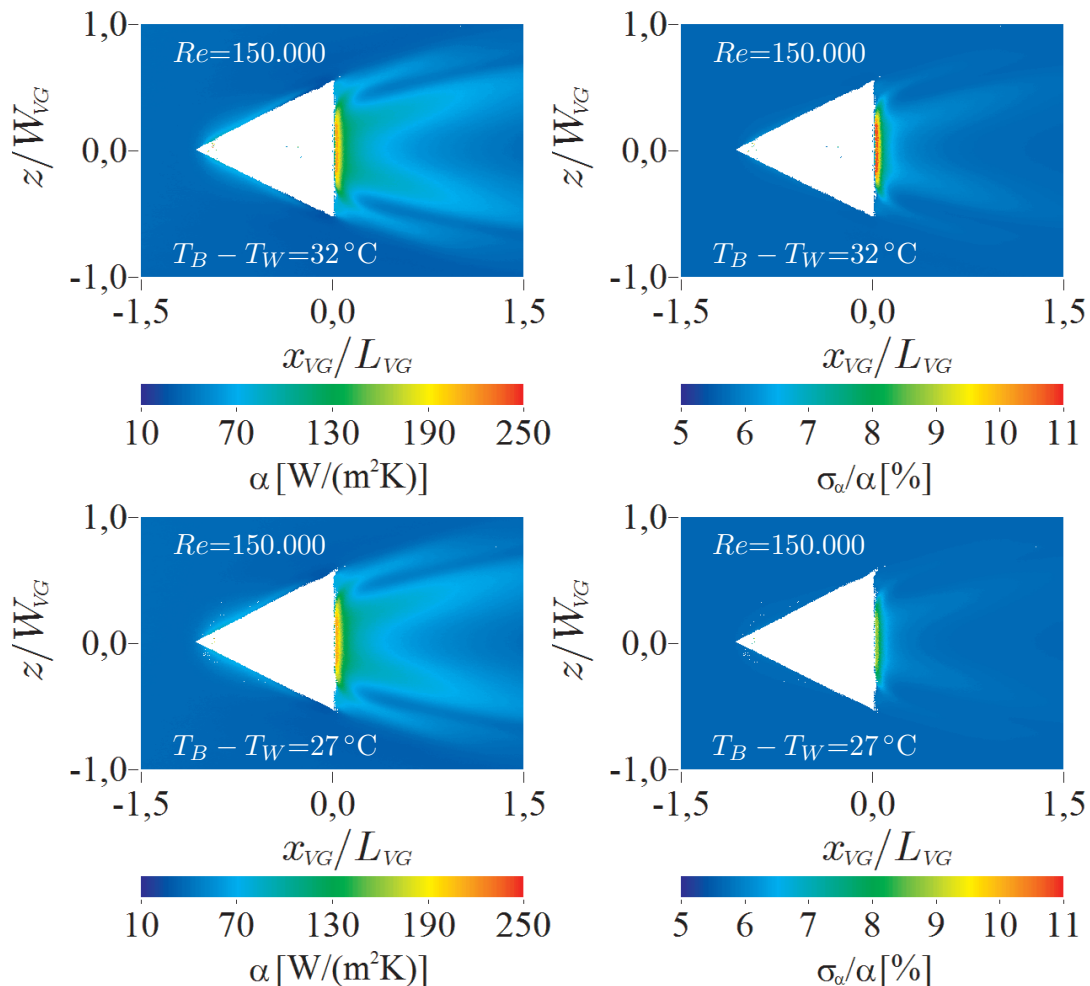 1,0
z/W_VG
0,0
-1,0
Re=150.000
T_B − T_W=32 °C
-1,5 0,0 1,5
x_VG/L_VG
10 70 130 190 250
α [W/(m²K)]
1,0
z/W_VG
0,0
-1,0
Re=150.000
T_B − T_W=32 °C
-1,5 0,0 1,5
x_VG/L_VG
5 6 7 8 9 10 11
σ_α/α [%]
1,0
z/W_VG
0,0
-1,0
Re=150.000
T_B − T_W=27 °C
-1,5 0,0 1,5
x_VG/L_VG
10 70 130 190 250
α [W/(m²K)]
1,0
z/W_VG
0,0
-1,0
Re=150.000
T_B − T_W=27 °C
-1,5 0,0 1,5
x_VG/L_VG
5 6 7 8 9 10 11
σ_α/α [%]